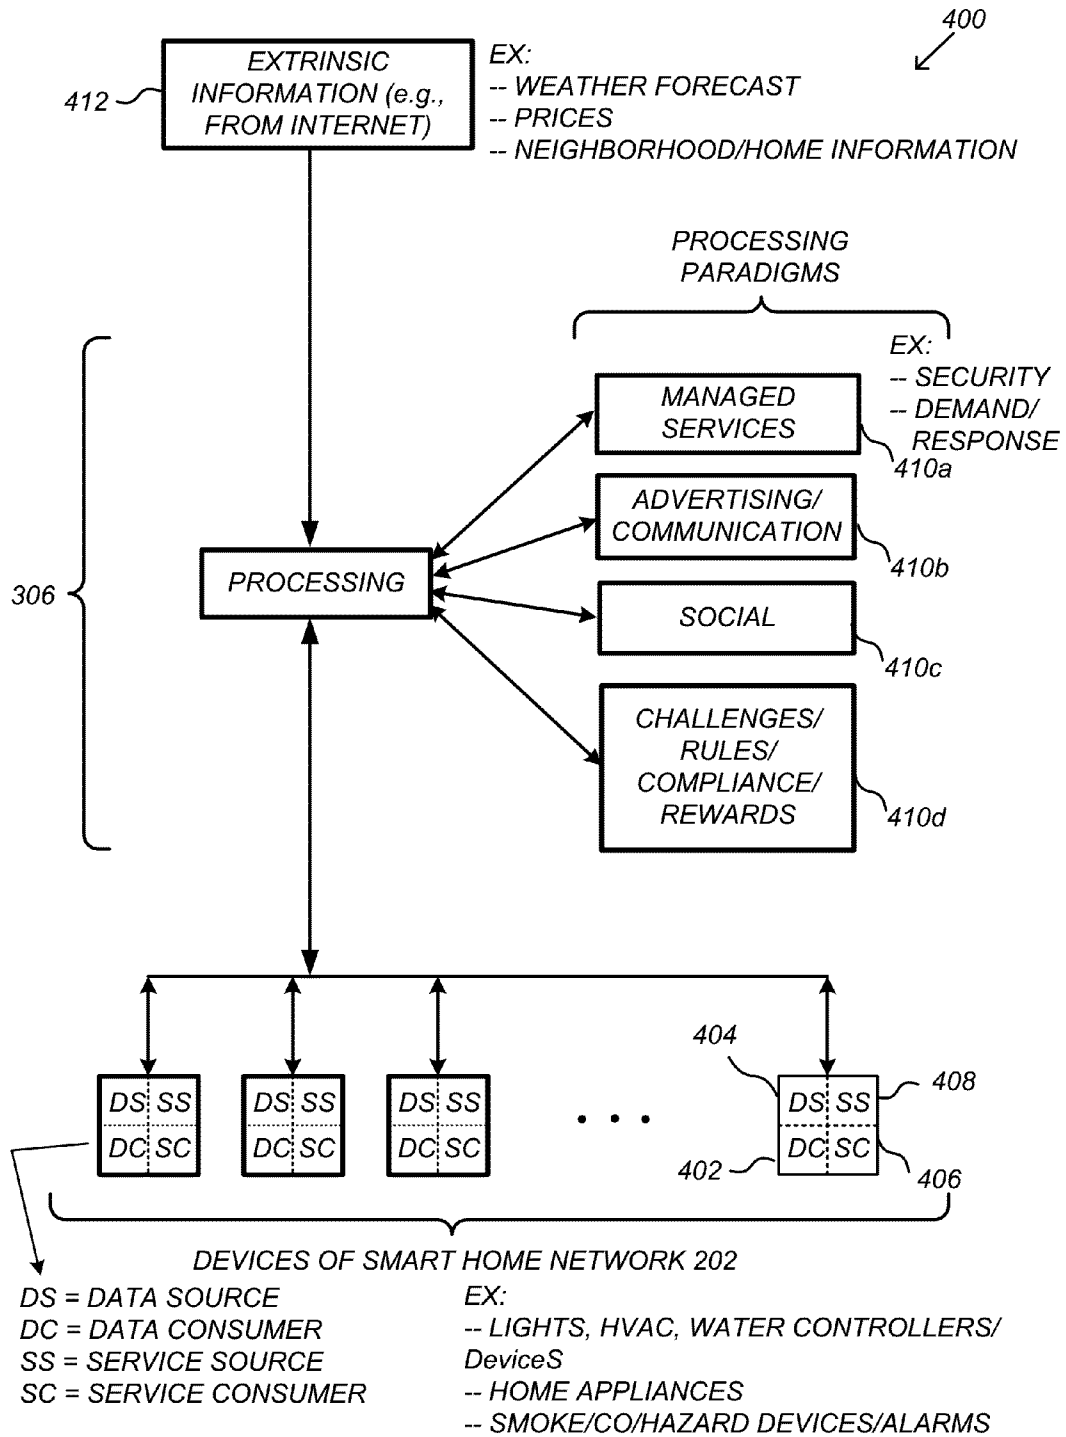 400
EXTRINSIC
INFORMATION (e.g.,
FROM INTERNET)
412
EX:
-- WEATHER FORECAST
-- PRICES
-- NEIGHBORHOOD/HOME INFORMATION
PROCESSING
PARADIGMS
EX:
-- SECURITY
-- DEMAND/
RESPONSE
MANAGED
SERVICES
410a
ADVERTISING/
COMMUNICATION
410b
306
PROCESSING
SOCIAL
410c
CHALLENGES/
RULES/
COMPLIANCE/
REWARDS
410d
404
408
DS SS
DC SC
DS SS
DC SC
DS SS
DC SC
. . .
DS SS
DC SC
402
406
DEVICES OF SMART HOME NETWORK 202
DS = DATA SOURCE
DC = DATA CONSUMER
SS = SERVICE SOURCE
SC = SERVICE CONSUMER
EX:
-- LIGHTS, HVAC, WATER CONTROLLERS/
DeviceS
-- HOME APPLIANCES
-- SMOKE/CO/HAZARD DEVICES/ALARMS